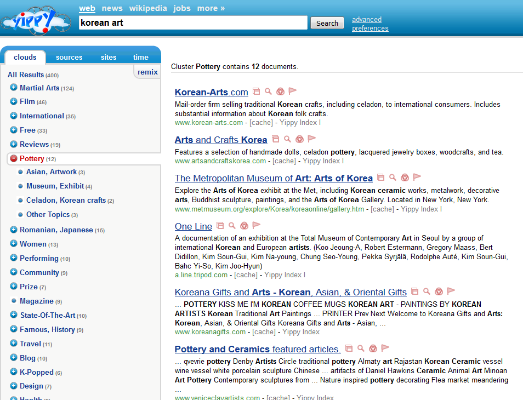 yippy
web news wikipedia jobs more »
korean art
Search
advanced
preferences
clouds sources sites time
remix
All Results (400)
Martial Arts (124)
Film (46)
International (36)
Free (33)
Reviews (19)
Pottery (12)
Asian, Artwork (3)
Museum, Exhibit (4)
Celadon, Korean crafts (2)
Other Topics (3)
Romanian, Japanese (16)
Women (13)
Performing (10)
Community (9)
Prize (7)
Magazine (9)
State-Of-The-Art (10)
Famous, History (9)
Travel (11)
Blog (10)
K-Popped (6)
Design (7)
Cluster Pottery contains 12 documents.
Korean-Arts com
Mail-order firm selling traditional Korean crafts, including celadon, to international consumers. Includes
substantial information about Korean folk crafts.
www.korean-arts.com - [cache] - Yippy Index I
Arts and Crafts Korea
Features a selection of handmade dolls, celadon pottery, lacquered jewelry boxes, woodcrafts, and tea.
www.artsandcraftskorea.com - [cache] - Yippy Index I
The Metropolitan Museum of Art: Arts of Korea
Explore the Arts of Korea exhibit at the Met, including Korean ceramic works, metalwork, decorative
arts, Buddhist sculpture, paintings, and the Arts of Korea Gallery. Located in New York, New York
www.metmuseum.org/explore/Korea/koreaonline/gallery.htm - [cache] - Yippy Index I
One Line
A documentation of an exhibition at the Total Museum of Contemporary Art in Seoul by a group of
international Korean and European artists. (Koo Jeoung-A, Robert Estermann, Gregory Maass, Bert
Didillon, Kim Soun-Gui, Kim Na-young, Chung Seo-Young, Pekka Syrjälä, Rodolphe Auté, Kim Soun-Gui,
Bahc Yi-So, Kim Joo-Hyun)
a.line.tripod.com - [cache] - Yippy Index I
Koreana Gifts and Arts - Korean, Asian, & Oriental Gifts
... POTTERY KISS ME I'M KOREAN COFFEE MUGS KOREAN ART - PAINTINGS BY KOREAN
ARTISTS Korean Traditional Art Paintings ... PRINTER Prev Next Welcome to Koreana Gifts and Arts:
Korean, Asian, & Oriental Gifts Koreana Gifts and Arts - Asian, ...
www.koreanagifts.com - [cache] - Yippy Index I
Pottery and Ceramics featured articles
... qvevrie pottery Denby Artists Circle traditional pottery Almaty art Rajastan Korean Ceramic vessel
wine vessel white porcelain sculpture Chinese ... artifacts of Daniel Hawkins Ceramic Animal Art Minoan
Art Pottery Contemporary sculptures from ... Nature inspired pottery decorating Flea market meandering
...
www.veniceclayartists.com - [cache] - Yippy Index I